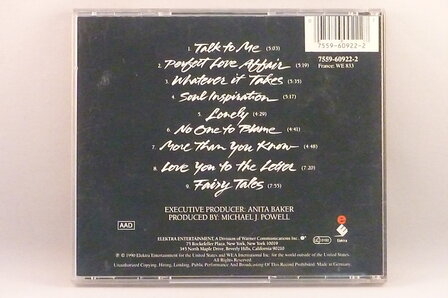 1. Talk to Me (5:03)
2. Perfect Love Affair (5:19)
3. Whatever it Takes (5:35)
4. Soul Inspiration (5:17)
5. Lonely (4:29)
6. No One to Blame (4:41)
7. More Than You Know (4:48)
8. Love You to the Letter (7:20)
9. Fairy Tales (7:55)
7559-60922-2
7559-60922-2
France: WE 833
EXECUTIVE PRODUCER: ANITA BAKER
PRODUCED BY: MICHAEL J. POWELL
AAD
ELEKTRA ENTERTAINMENT, A Division of Warner Communications Inc.
75 Rockefeller Plaza, New York, New York 10019
345 North Maple Drive, Beverly Hills, California 90210
Elektra
℗ © 1990 Elektra Entertainment for the United States and WEA International Inc. for the world outside of the United States.
All Rights Reserved.
Unauthorized Copying, Hiring, Lending, Public Performance And Broadcasting Of This Record Prohibited. Made In Germany